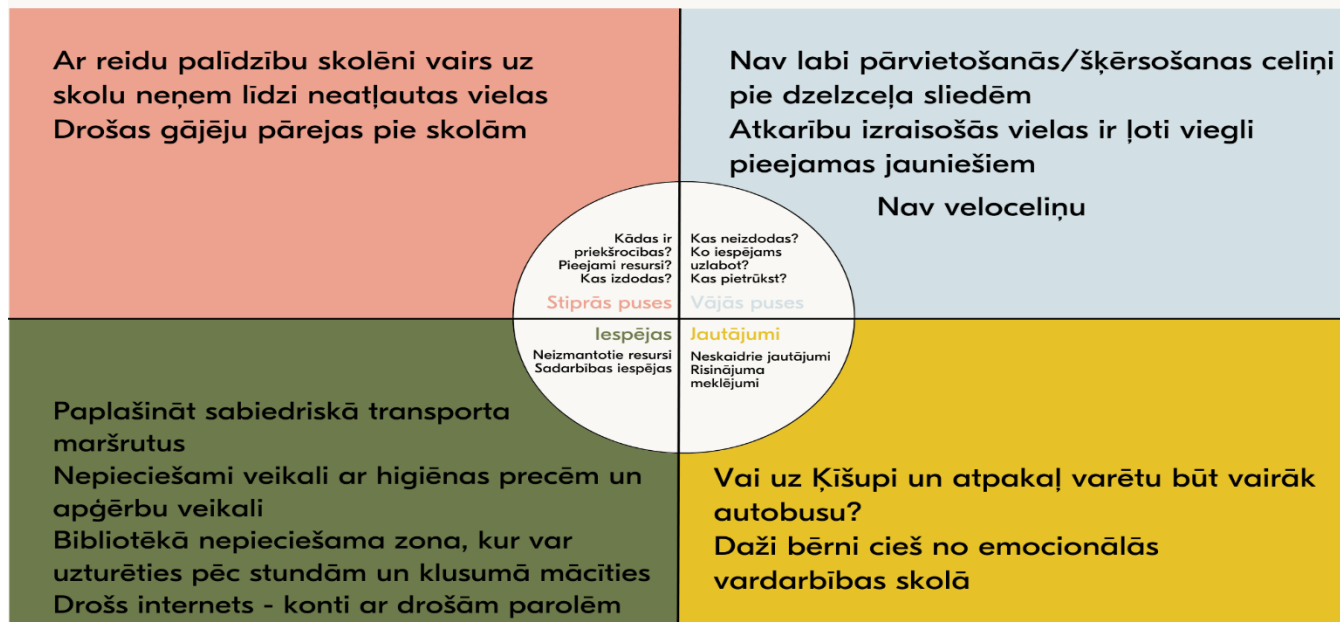 Ar reidu palīdzību skolēni vairs uz
skolu neņem līdzi neatļautas vielas
Drošas gājēju pārejas pie skolām
Nav labi pārvietošanās/šķērsošanas celiņi
pie dzelzceļa sliedēm
Atkarību izraisošās vielas ir ļoti viegli
pieejamas jauniešiem
Nav veloceliņu
Kādas ir
priekšrocības?
Pieejami resursi?
Kas izdodas?
Stiprās puses
Kas neizdodas?
Ko iespējams
uzlabot?
Kas pietrūkst?
Vājās puses
Iespējas
Neizmantotie resursi
Sadarbības iespējas
Jautājumi
Neskaidrie jautājumi
Risinājuma
meklējumi
Paplašināt sabiedriskā transporta
maršrutus
Nepieciešami veikali ar higiēnas precēm un
apģērbu veikali
Bibliotēkā nepieciešama zona, kur var
uzturēties pēc stundām un klusumā mācīties
Drošs internets - konti ar drošām parolēm
Vai uz Ķīšupi un atpakaļ varētu būt vairāk
autobusu?
Daži bērni cieš no emocionālās
vardarbības skolā